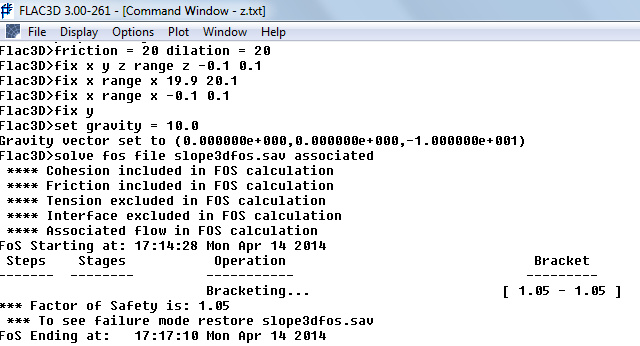 FLAC3D 3.00-261 - [Command Window - z.txt]
File Display Options Plot Window Help
Flac3D>friction = 20 dilation = 20
Flac3D>fix x y z range z -0.1 0.1
Flac3D>fix x range x 19.9 20.1
Flac3D>fix x range x -0.1 0.1
Flac3D>fix y
Flac3D>set gravity = 10.0
Gravity vector set to (0.000000e+000,0.000000e+000,-1.000000e+001)
Flac3D>solve fos file slope3dfos.sav associated
**** Cohesion included in FOS calculation
**** Friction included in FOS calculation
**** Tension excluded in FOS calculation
**** Interface excluded in FOS calculation
**** Associated flow in FOS calculation
FoS Starting at: 17:14:28 Mon Apr 14 2014
Steps Stages Operation Bracket
------- -------- ------------ ---------
Bracketing... [ 1.05 - 1.05 ]
*** Factor of Safety is: 1.05
*** To see failure mode restore slope3dfos.sav
FoS Ending at: 17:17:10 Mon Apr 14 2014